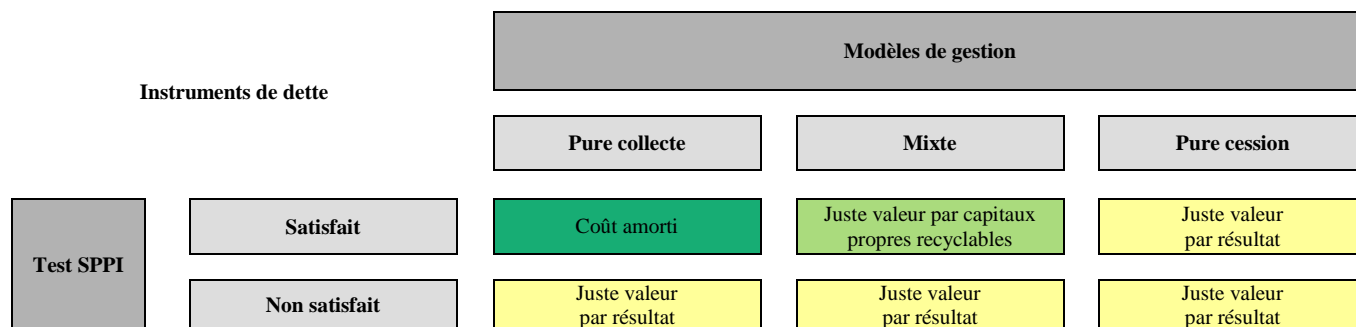 Modèles de gestion
Instruments de dette
Pure collecte
Mixte
Pure cession
Test SPPI
Satisfait
Coût amorti
Juste valeur par capitaux
propres recyclables
Juste valeur
par résultat
Non satisfait
Juste valeur
par résultat
Juste valeur
par résultat
Juste valeur
par résultat